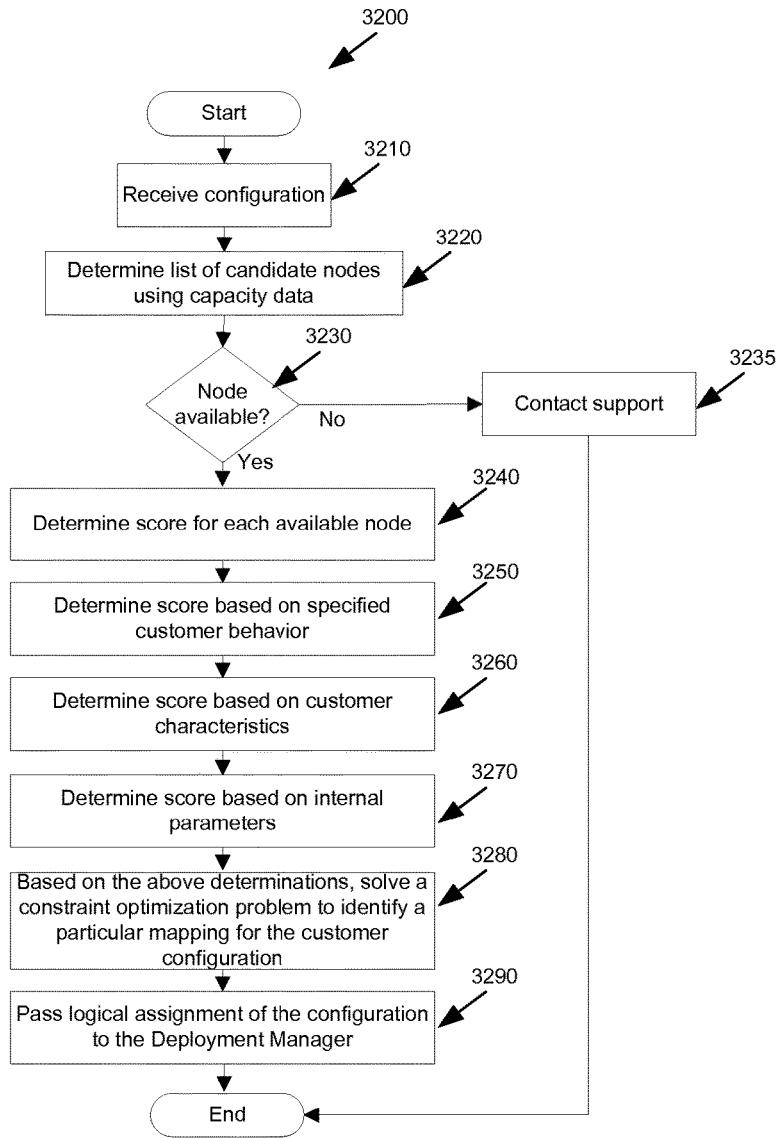 3200
Start
3210
Receive configuration
3220
Determine list of candidate nodes
using capacity data
3230
3235
Node
available?
No
Contact support
Yes
3240
Determine score for each available node
3250
Determine score based on specified
customer behavior
3260
Determine score based on customer
characteristics
3270
Determine score based on internal
parameters
3280
Based on the above determinations, solve a
constraint optimization problem to identify a
particular mapping for the customer
configuration
3290
Pass logical assignment of the configuration
to the Deployment Manager
End